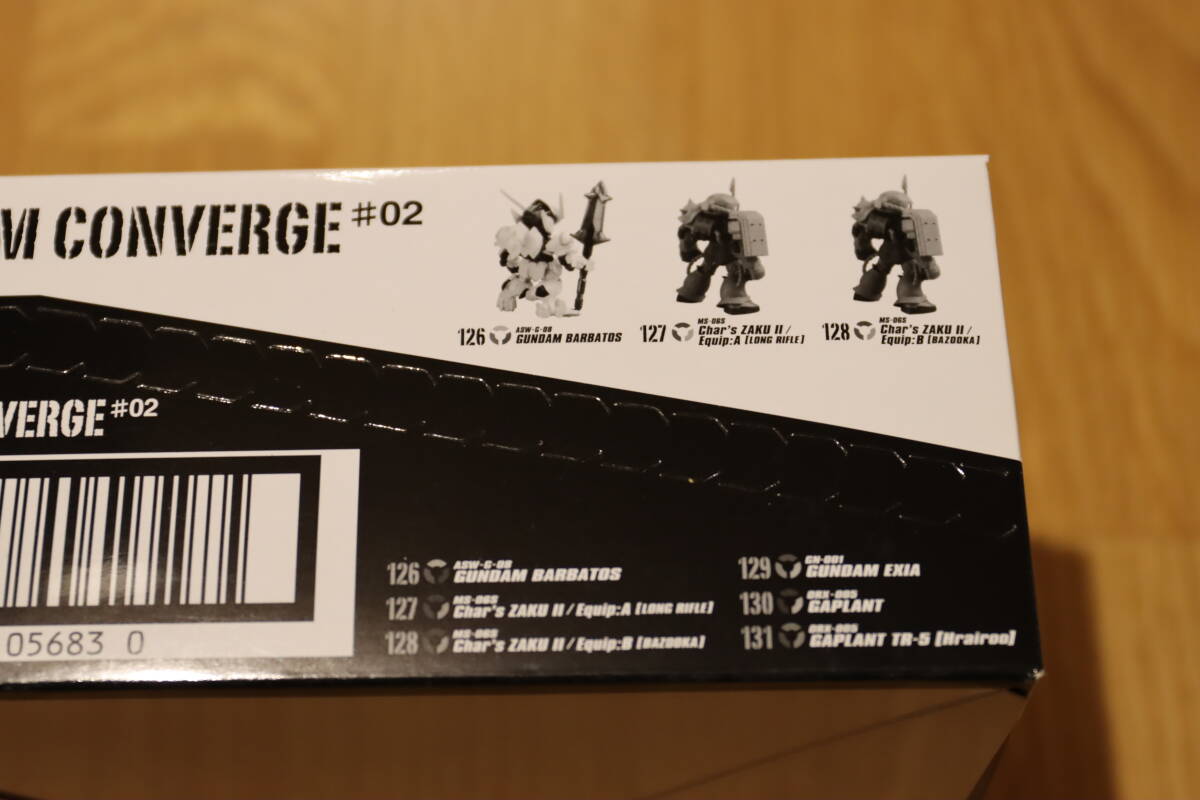 M CONVERGE #02
126 ASW-G-08
GUNDAM BARBATOS
127 MS-06S
Char's ZAKU II /
Equip:A [LONG RIFLE]
128 MS-06S
Char's ZAKU II /
Equip:B [BAZOOKA]
VERGE #02
05683 0
126 ASW-G-08
GUNDAM BARBATOS
127 MS-06S
Char's ZAKU II / Equip:A [LONG RIFLE]
128 MS-06S
Char's ZAKU II / Equip:B [BAZOOKA]
129 GN-001
GUNDAM EXIA
130 ORX-005
GAPLANT
131 ORX-005
GAPLANT TR-5 [Hrairoo]